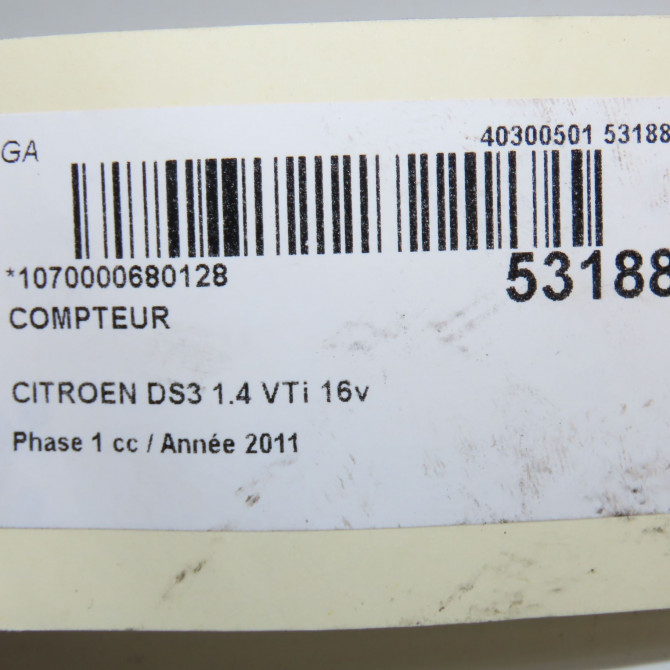 GA
40300501 53188
*1070000680128
53188
COMPTEUR
CITROEN DS3 1.4 VTi 16v
Phase 1 cc / Année 2011